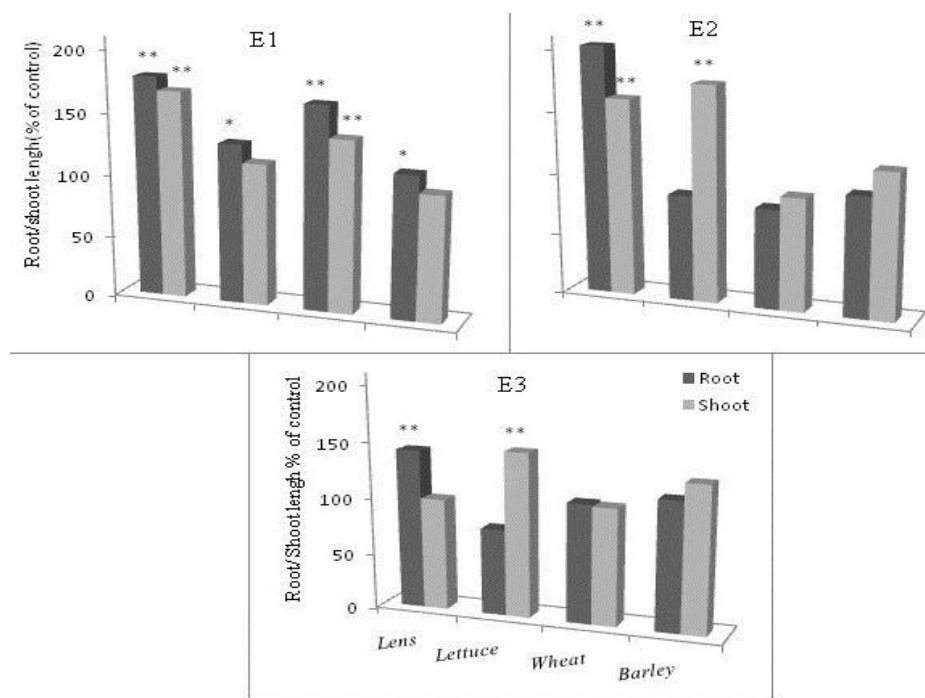 E1
Root/shoot lengh(% of control)
200
150
100
50
0
** ** * ** ** *
E2
** ** **
E3
Root/Shoot lengh % of control
200
150
100
50
0
** **
Root
Shoot
Lens
Lettuce
Wheat
Barley